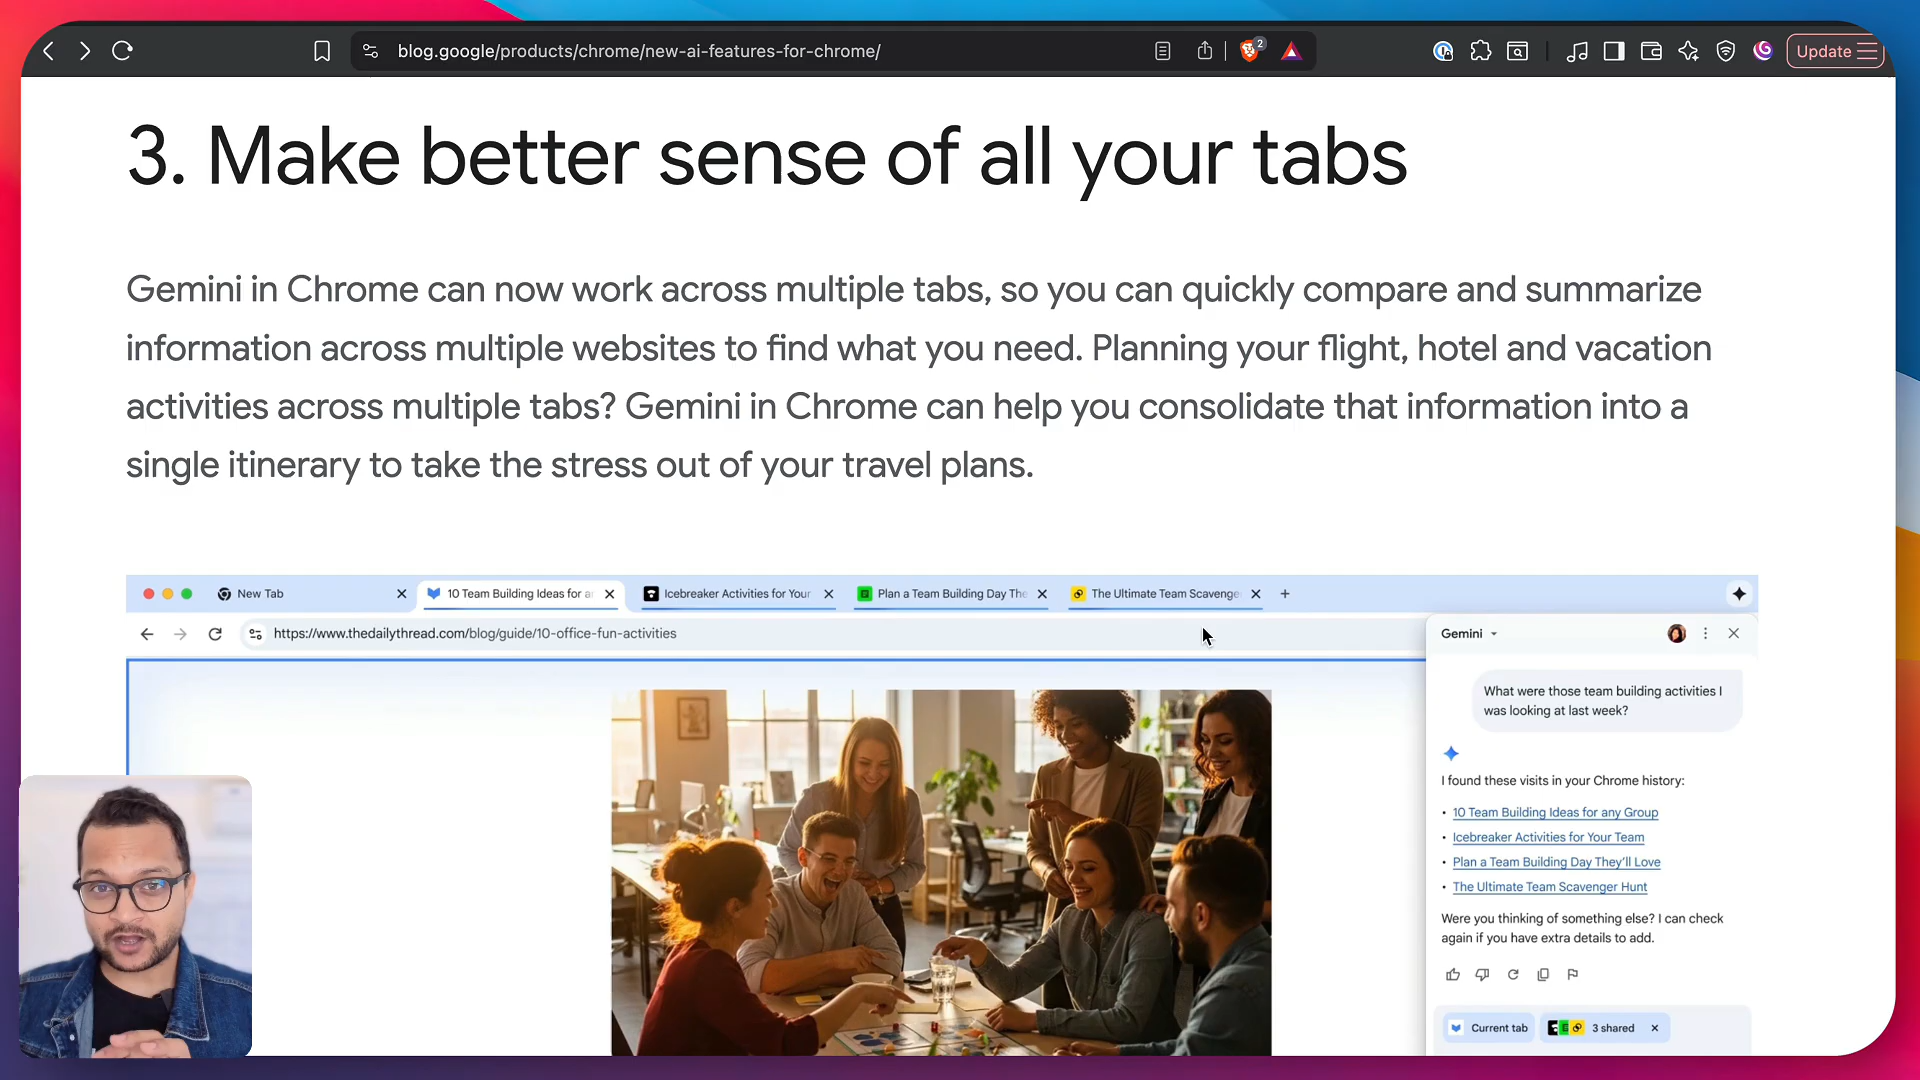 blog.google/products/chrome/new-ai-features-for-chrome/
2
Update
3. Make better sense of all your tabs
Gemini in Chrome can now work across multiple tabs, so you can quickly compare and summarize
information across multiple websites to find what you need. Planning your flight, hotel and vacation
activities across multiple tabs? Gemini in Chrome can help you consolidate that information into a
single itinerary to take the stress out of your travel plans.
New Tab
10 Team Building Ideas for a
Icebreaker Activities for Your
Plan a Team Building Day The
The Ultimate Team Scavenge
https://www.thedailythread.com/blog/guide/10-office-fun-activities
Gemini
What were those team building activities I
was looking at last week?
I found these visits in your Chrome history:
• 10 Team Building Ideas for any Group
• Icebreaker Activities for Your Team
• Plan a Team Building Day They'll Love
• The Ultimate Team Scavenger Hunt
Were you thinking of something else? I can check
again if you have extra details to add.
Current tab
3 shared